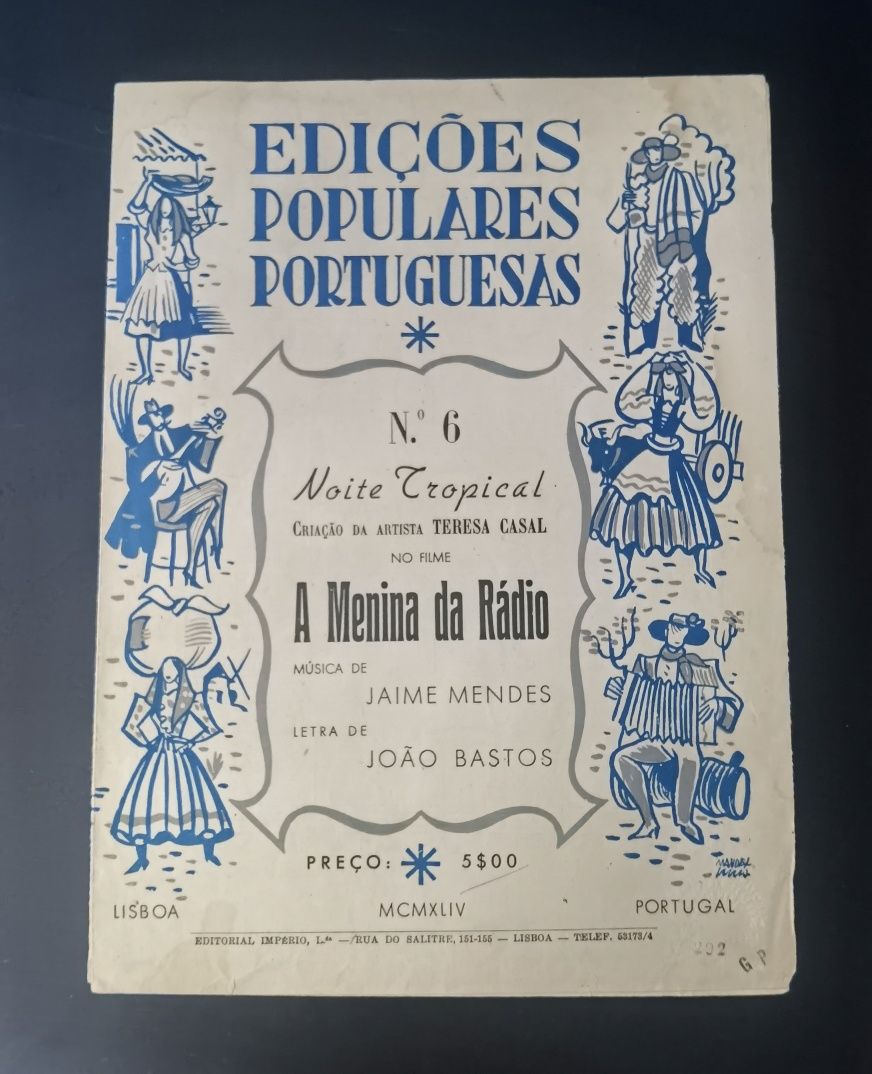 EDIÇÕES
POPULARES
PORTUGUESAS
N.º 6
Noite Tropical
CRIAÇÃO DA ARTISTA TERESA CASAL
NO FILME
A Menina da Rádio
MÚSICA DE
JAIME MENDES
LETRA DE
JOÃO BASTOS
PREÇO: 5$00
LISBOA MCMXLIV PORTUGAL
EDITORIAL IMPÉRIO, L.da — RUA DO SALITRE, 151-155 — LISBOA — TELEF. 53173/4
292
G P